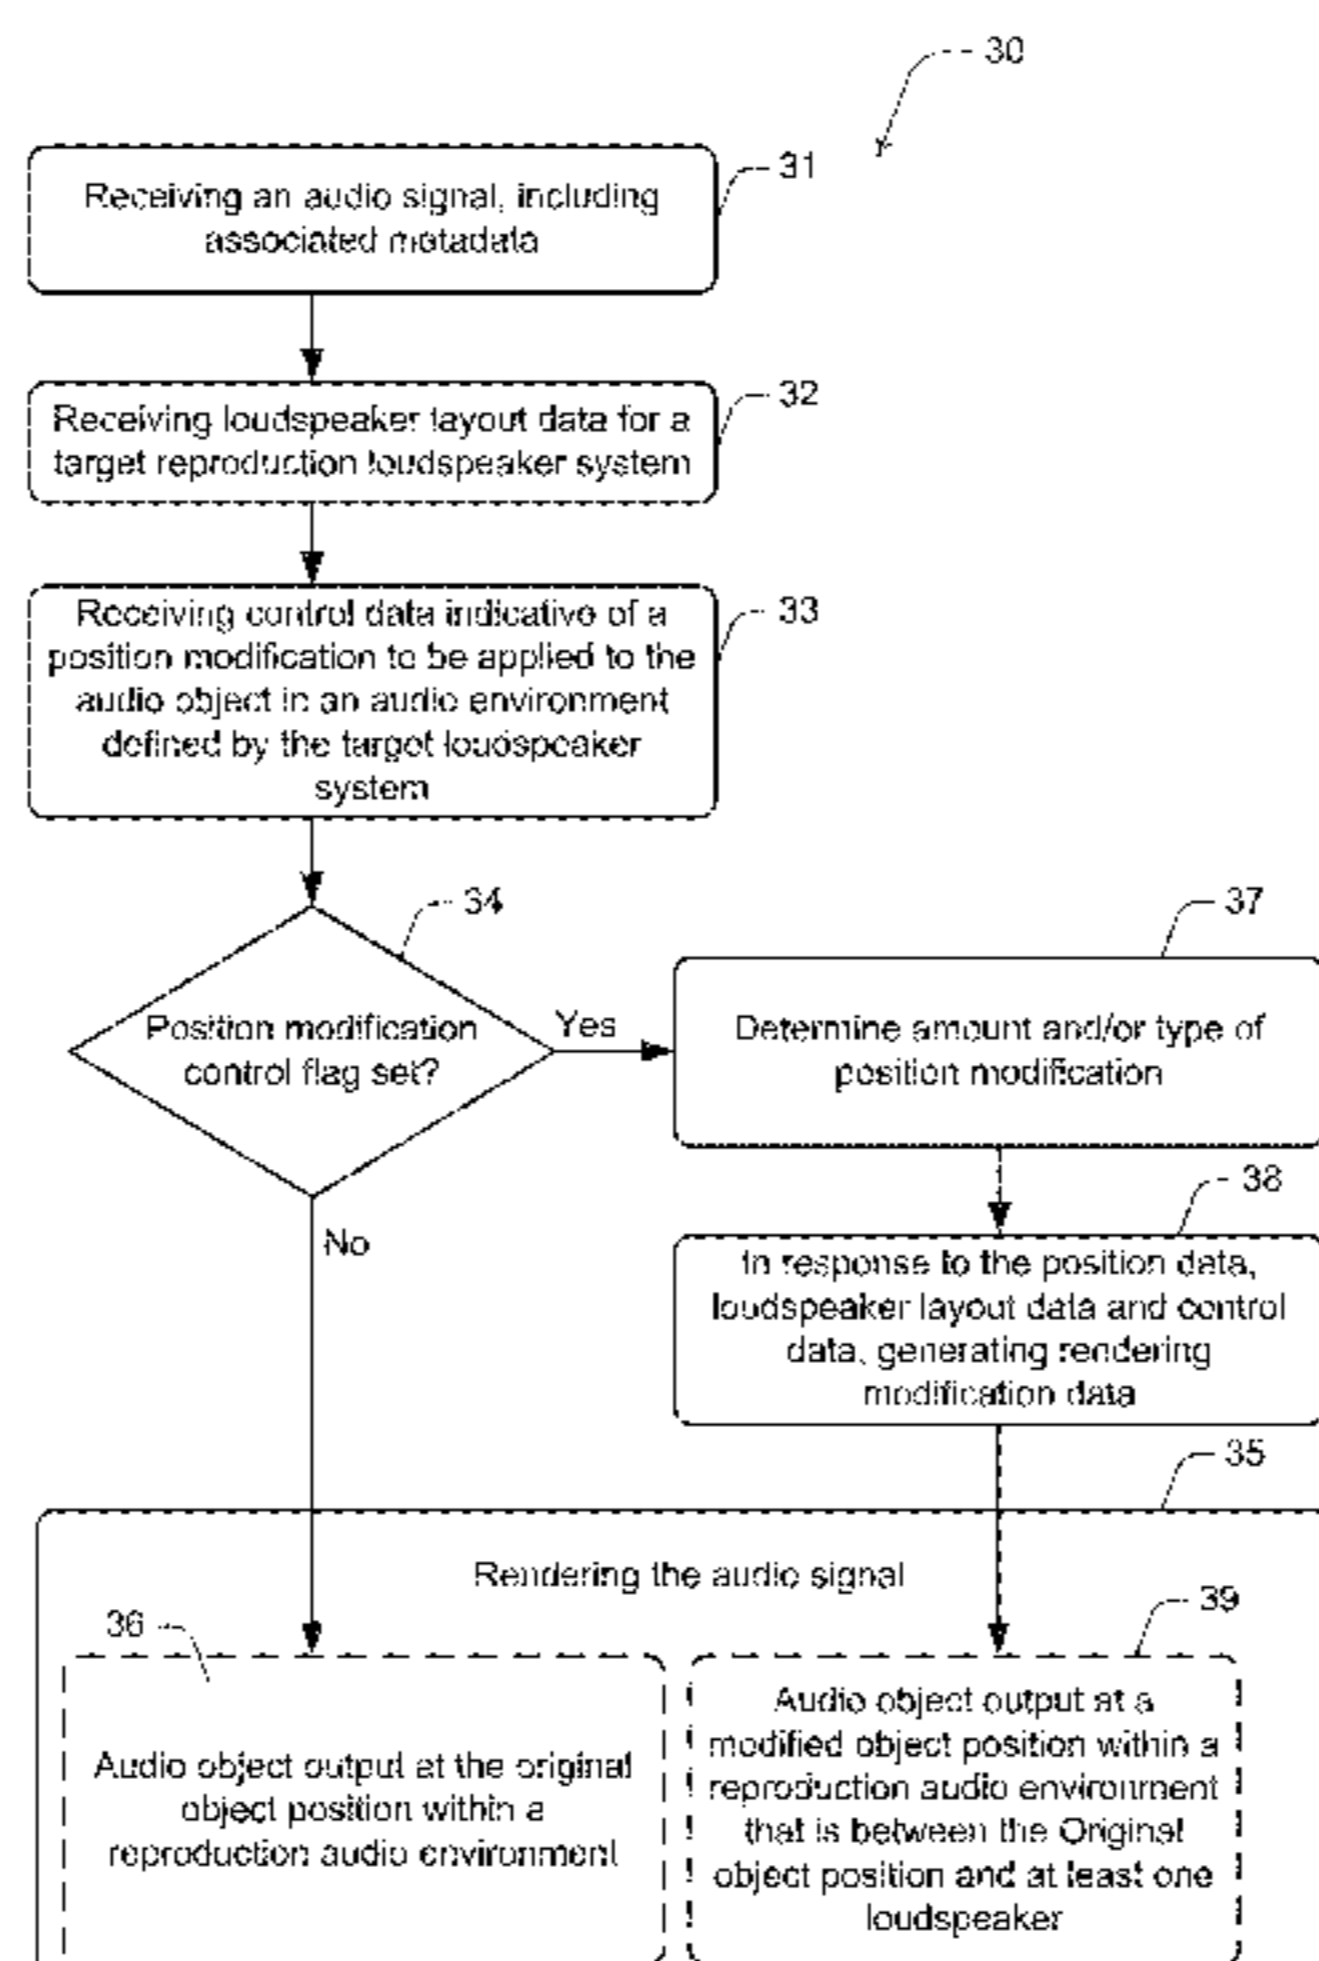 30
31
Receiving an audio signal, including
associated metadata
32
Receiving loudspeaker layout data for a
target reproduction loudspeaker system
33
Receiving control data indicative of a
position modification to be applied to the
audio object in an audio environment
defined by the target loudspeaker
system
34
Position modification
control flag set?
Yes
No
37
Determine amount and/or type of
position modification
38
In response to the position data,
loudspeaker layout data and control
data, generating rendering
modification data
35
Rendering the audio signal
36
Audio object output at the original
object position within a
reproduction audio environment
39
Audio object output at a
modified object position within a
reproduction audio environment
that is between the Original
object position and at least one
loudspeaker